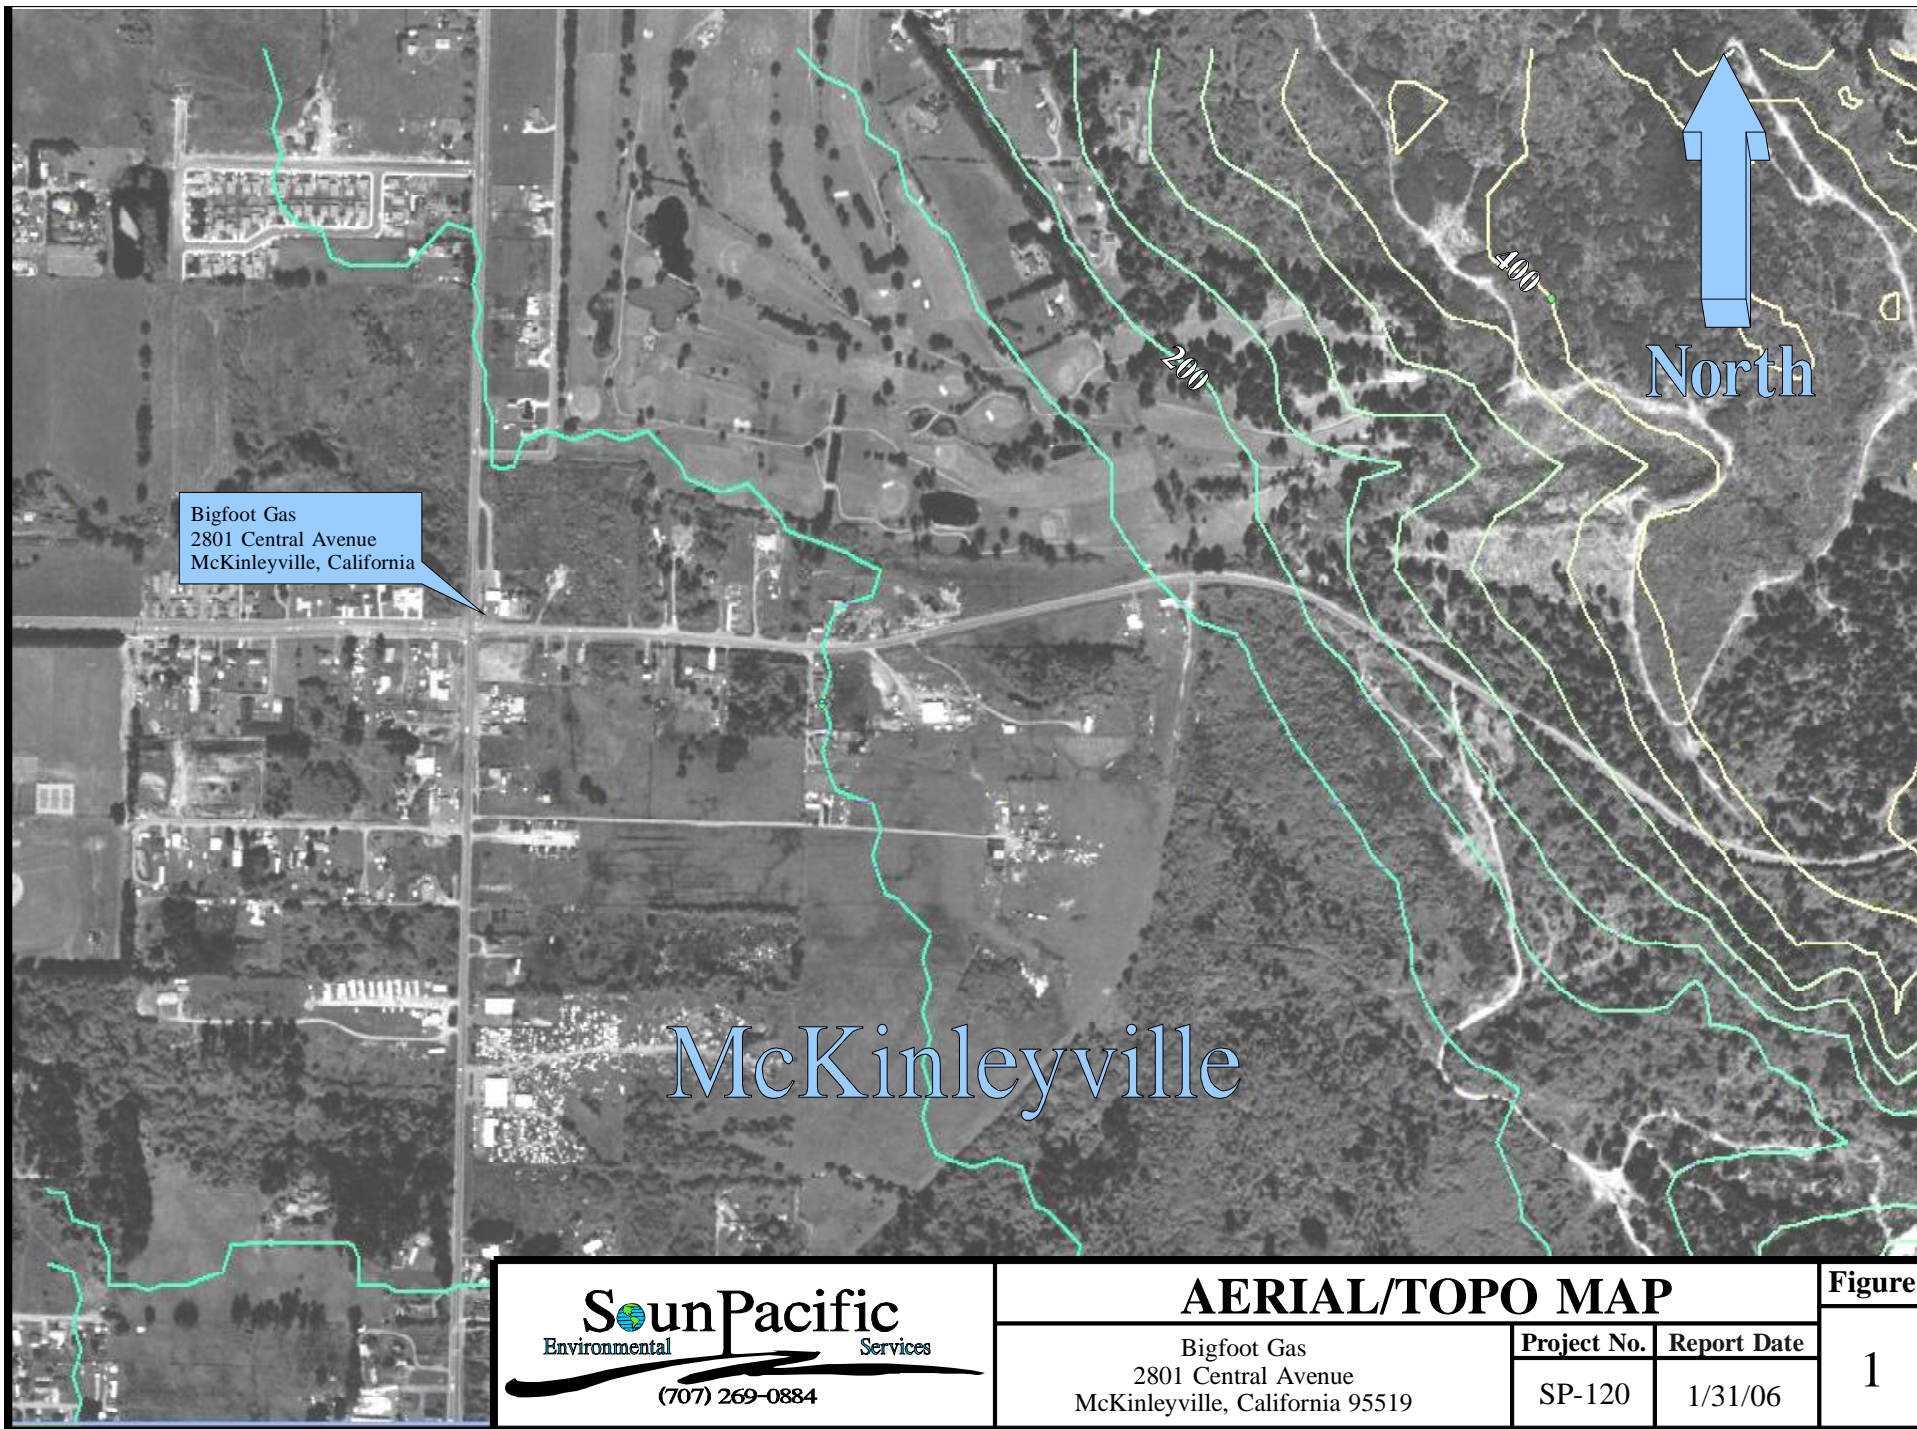 400
North
200
Bigfoot Gas
2801 Central Avenue
McKinleyville, California
McKinleyville
SounPacific
Environmental Services
(707) 269-0884
AERIAL/TOPO MAP
Bigfoot Gas
2801 Central Avenue
McKinleyville, California 95519
Project No.
SP-120
Report Date
1/31/06
Figure
1